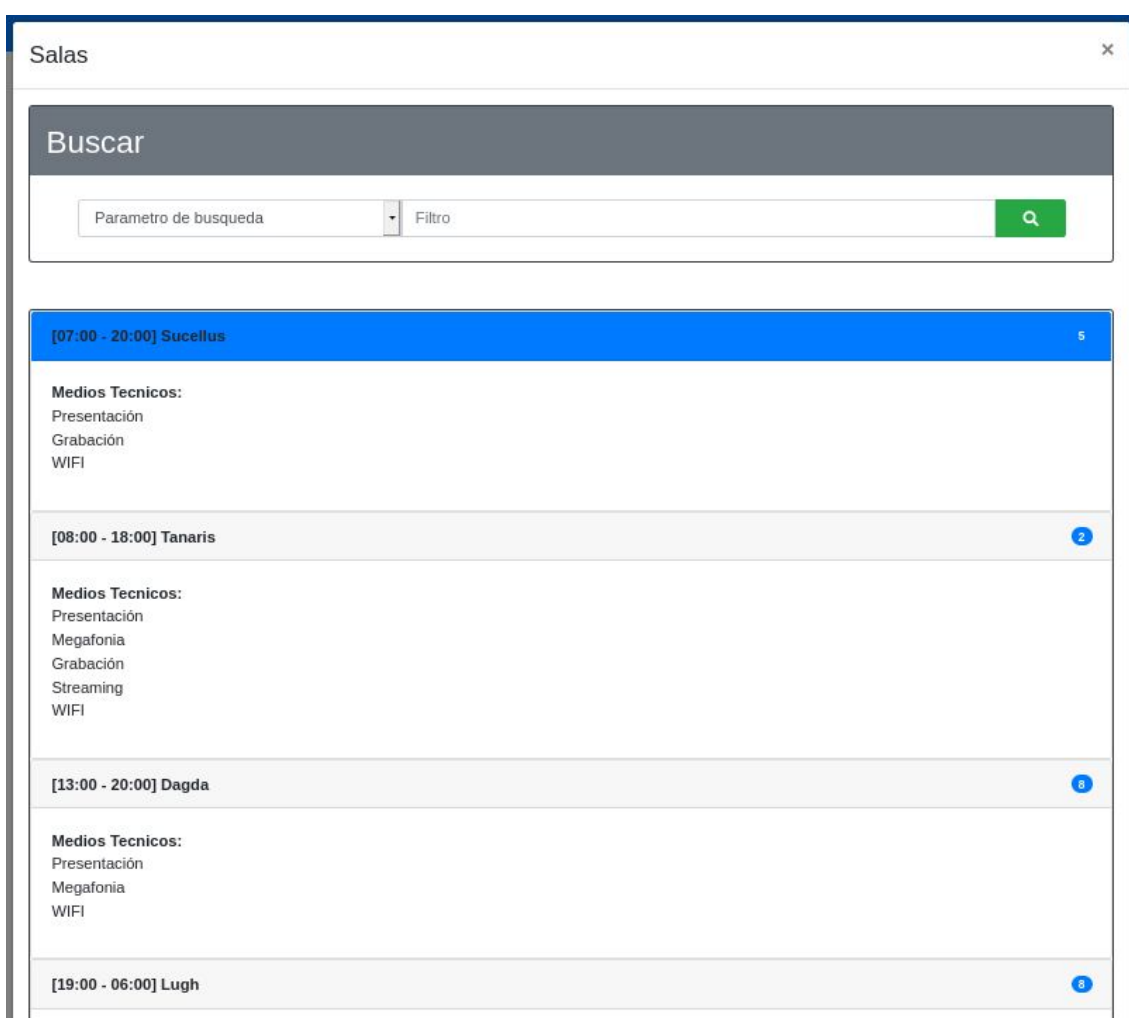 Salas ×
Buscar
Parametro de busqueda Filtro
[07:00 - 20:00] Sucellus 5
Medios Tecnicos:
Presentación
Grabación
WIFI
[08:00 - 18:00] Tanaris 2
Medios Tecnicos:
Presentación
Megafonia
Grabación
Streaming
WIFI
[13:00 - 20:00] Dagda 8
Medios Tecnicos:
Presentación
Megafonia
WIFI
[19:00 - 06:00] Lugh 8